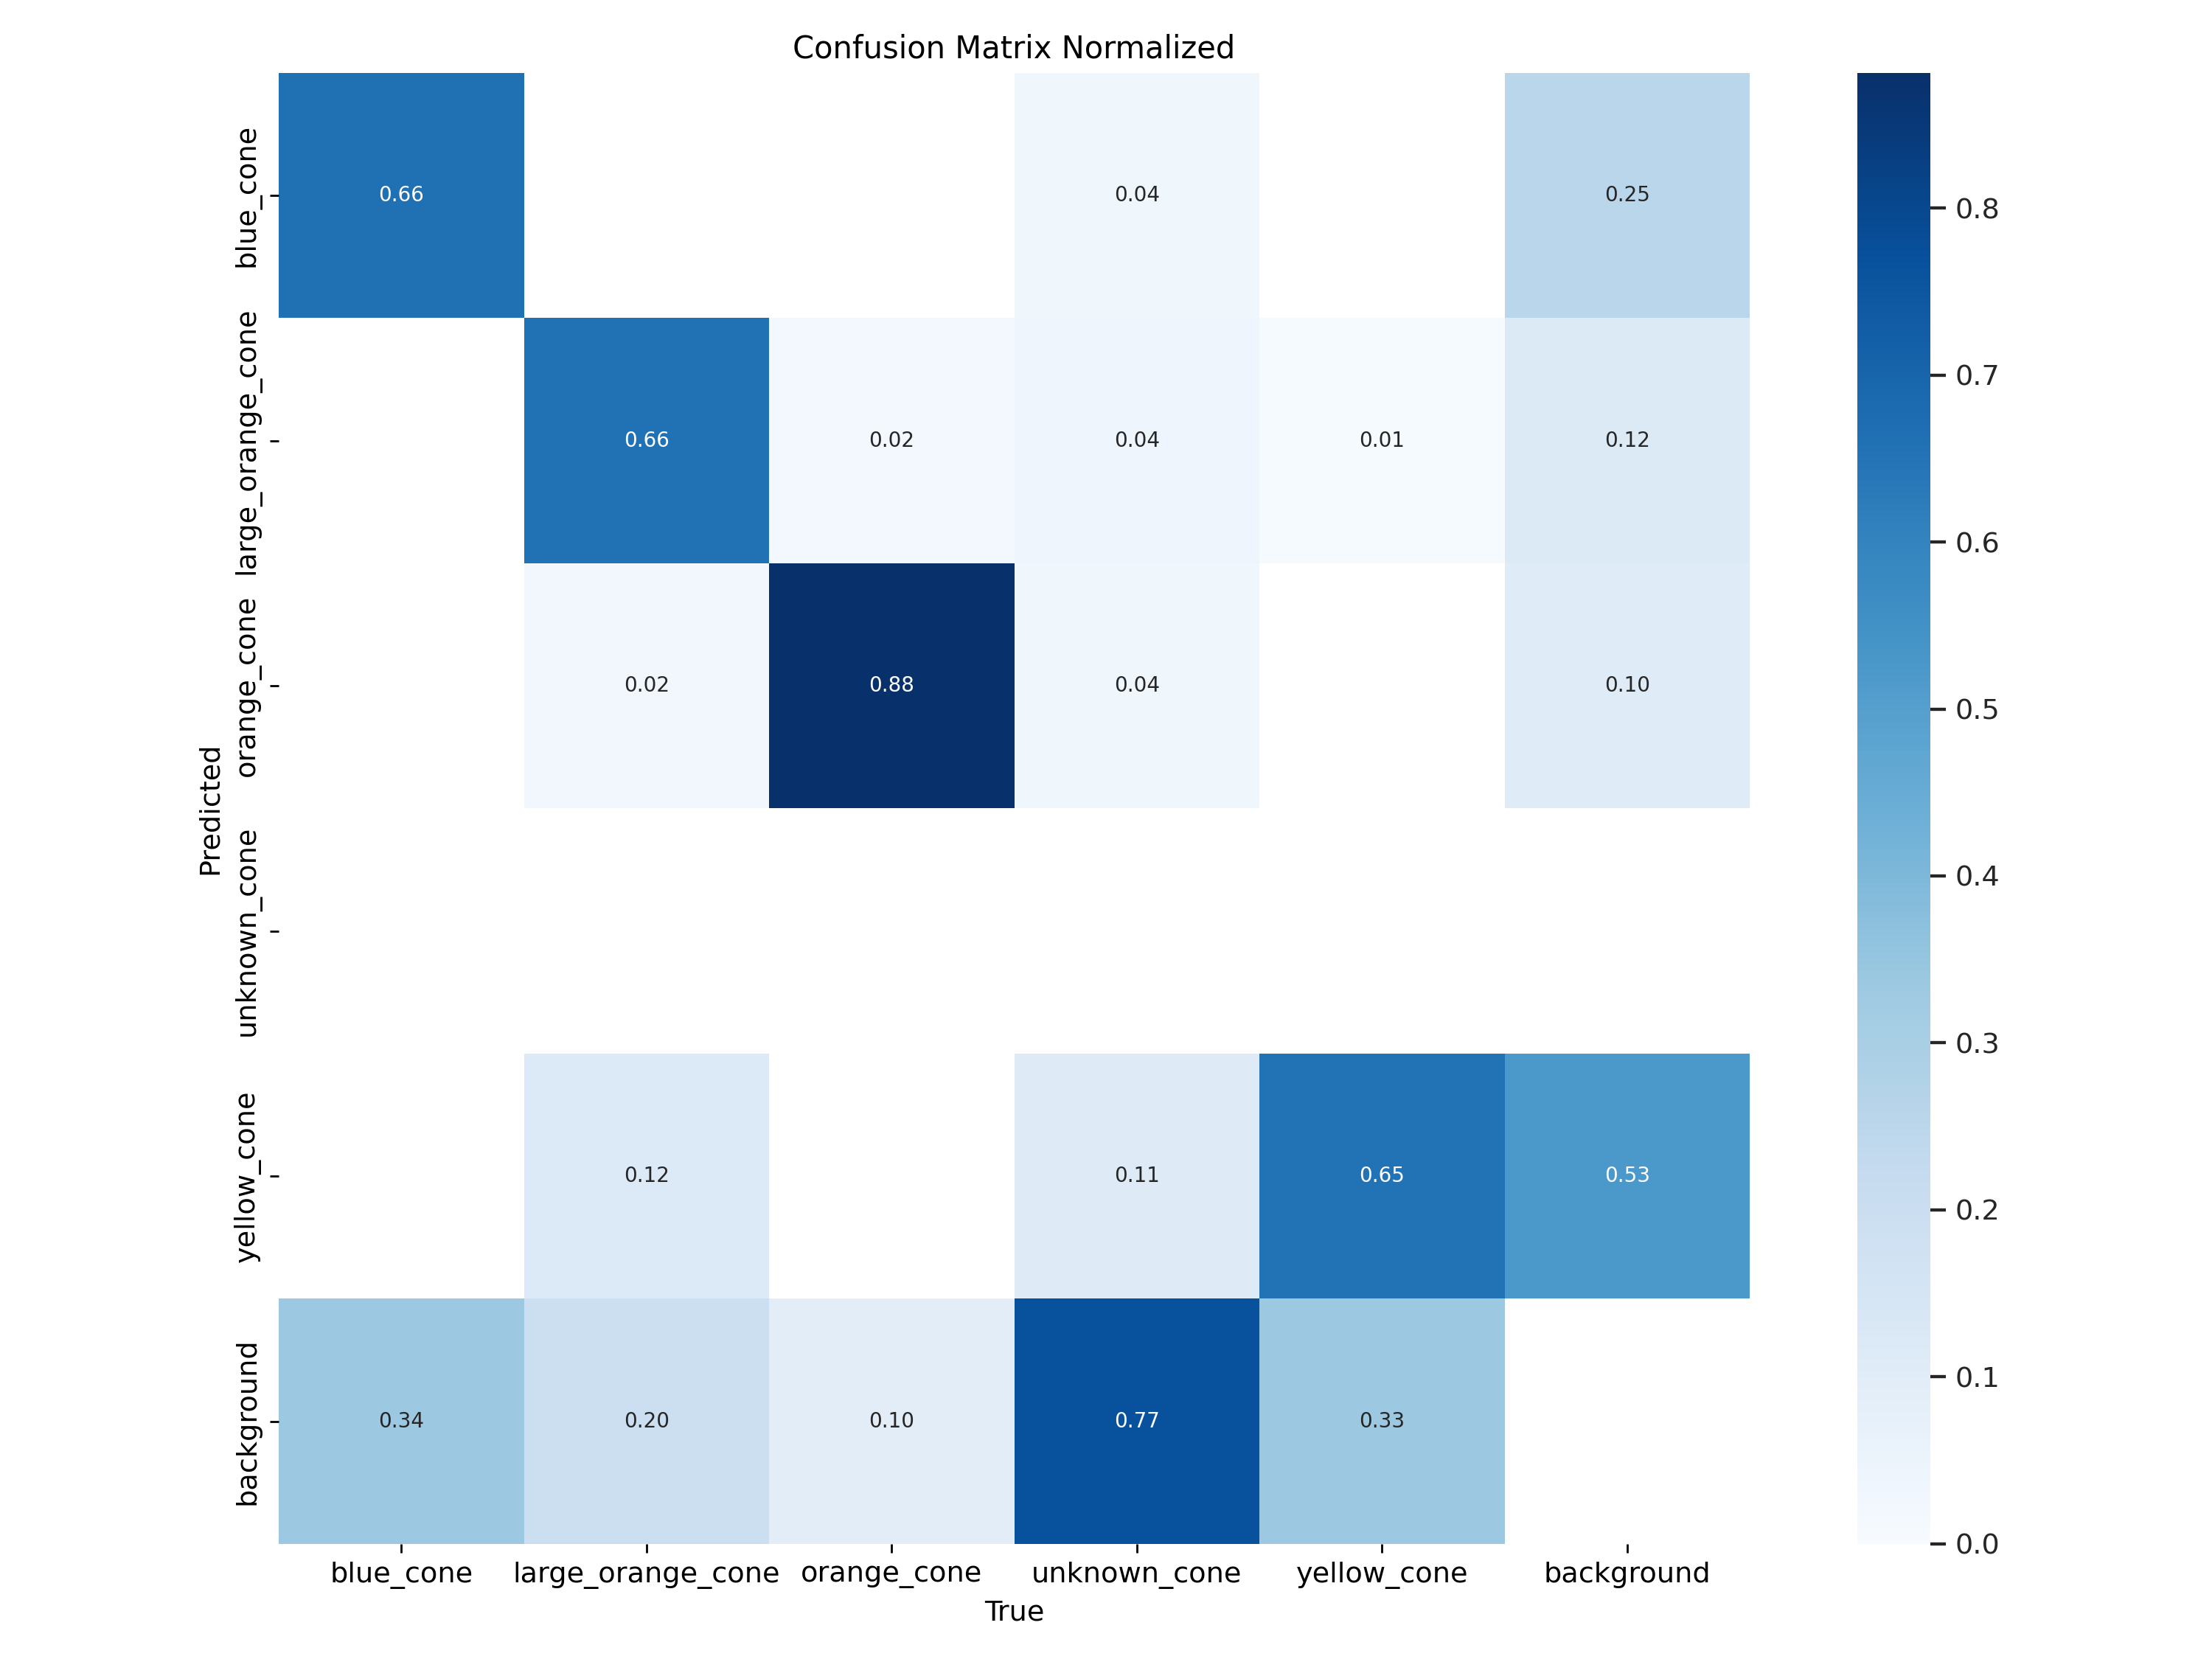 Confusion Matrix Normalized
blue_cone
0.66
0.04
0.25
large_orange_cone
0.66
0.02
0.04
0.01
0.12
orange_cone
0.02
0.88
0.04
0.10
unknown_cone
yellow_cone
0.12
0.11
0.65
0.53
background
0.34
0.20
0.10
0.77
0.33
Predicted
blue_cone
large_orange_cone
orange_cone
unknown_cone
yellow_cone
background
True
0.8
0.7
0.6
0.5
0.4
0.3
0.2
0.1
0.0